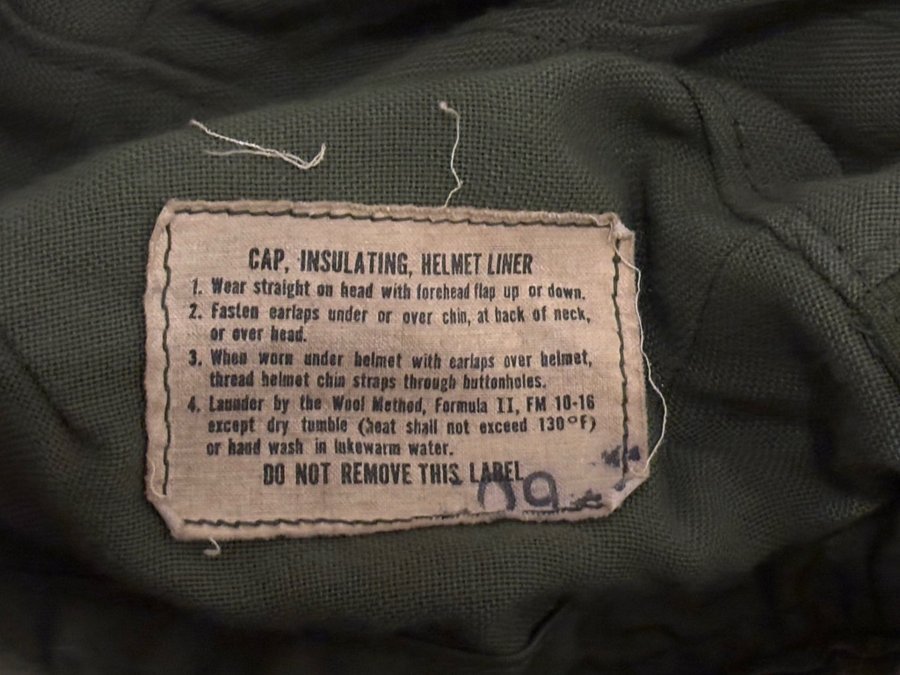 CAP, INSULATING, HELMET LINER
1. Wear straight on head with forehead flap up or down.
2. Fasten earlaps under or over chin, at back of neck,
or over head.
3. When worn under helmet with earlaps over helmet,
thread helmet chin straps through buttonholes.
4. Launder by the Wool Method, Formula II, FM 10-16
except dry tumble (heat shall not exceed 130°F)
or hand wash in lukewarm water.
DO NOT REMOVE THIS LABEL